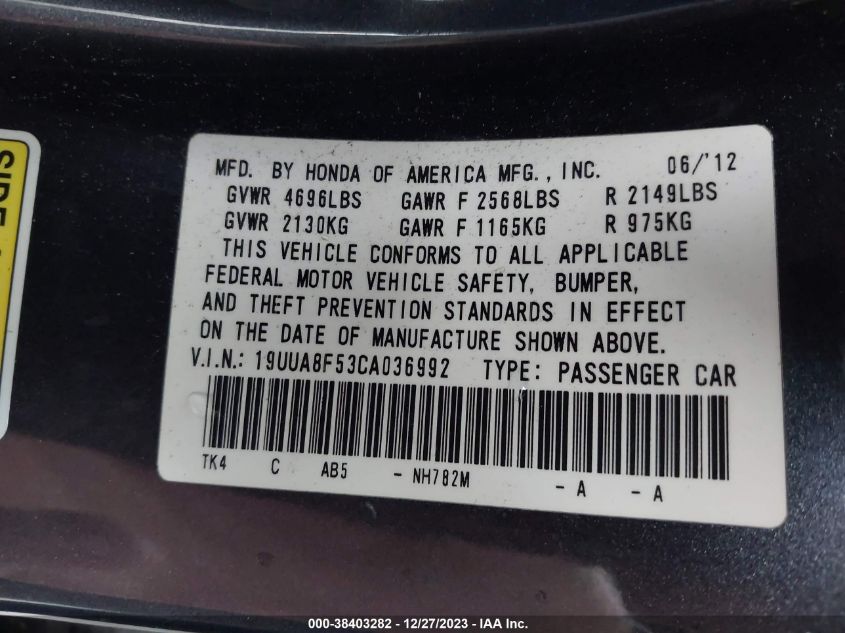 SIDE
MFD. BY HONDA OF AMERICA MFG., INC. 06/'12
GVWR 4696LBS GAWR F 2568LBS R 2149LBS
GVWR 2130KG GAWR F 1165KG R 975KG
THIS VEHICLE CONFORMS TO ALL APPLICABLE
FEDERAL MOTOR VEHICLE SAFETY, BUMPER,
AND THEFT PREVENTION STANDARDS IN EFFECT
ON THE DATE OF MANUFACTURE SHOWN ABOVE.
V.I.N.: 19UUA8F53CA036992 TYPE: PASSENGER CAR
TK4 C AB5 - NH782M - A - A
000-38403282 - 12/27/2023 - IAA Inc.